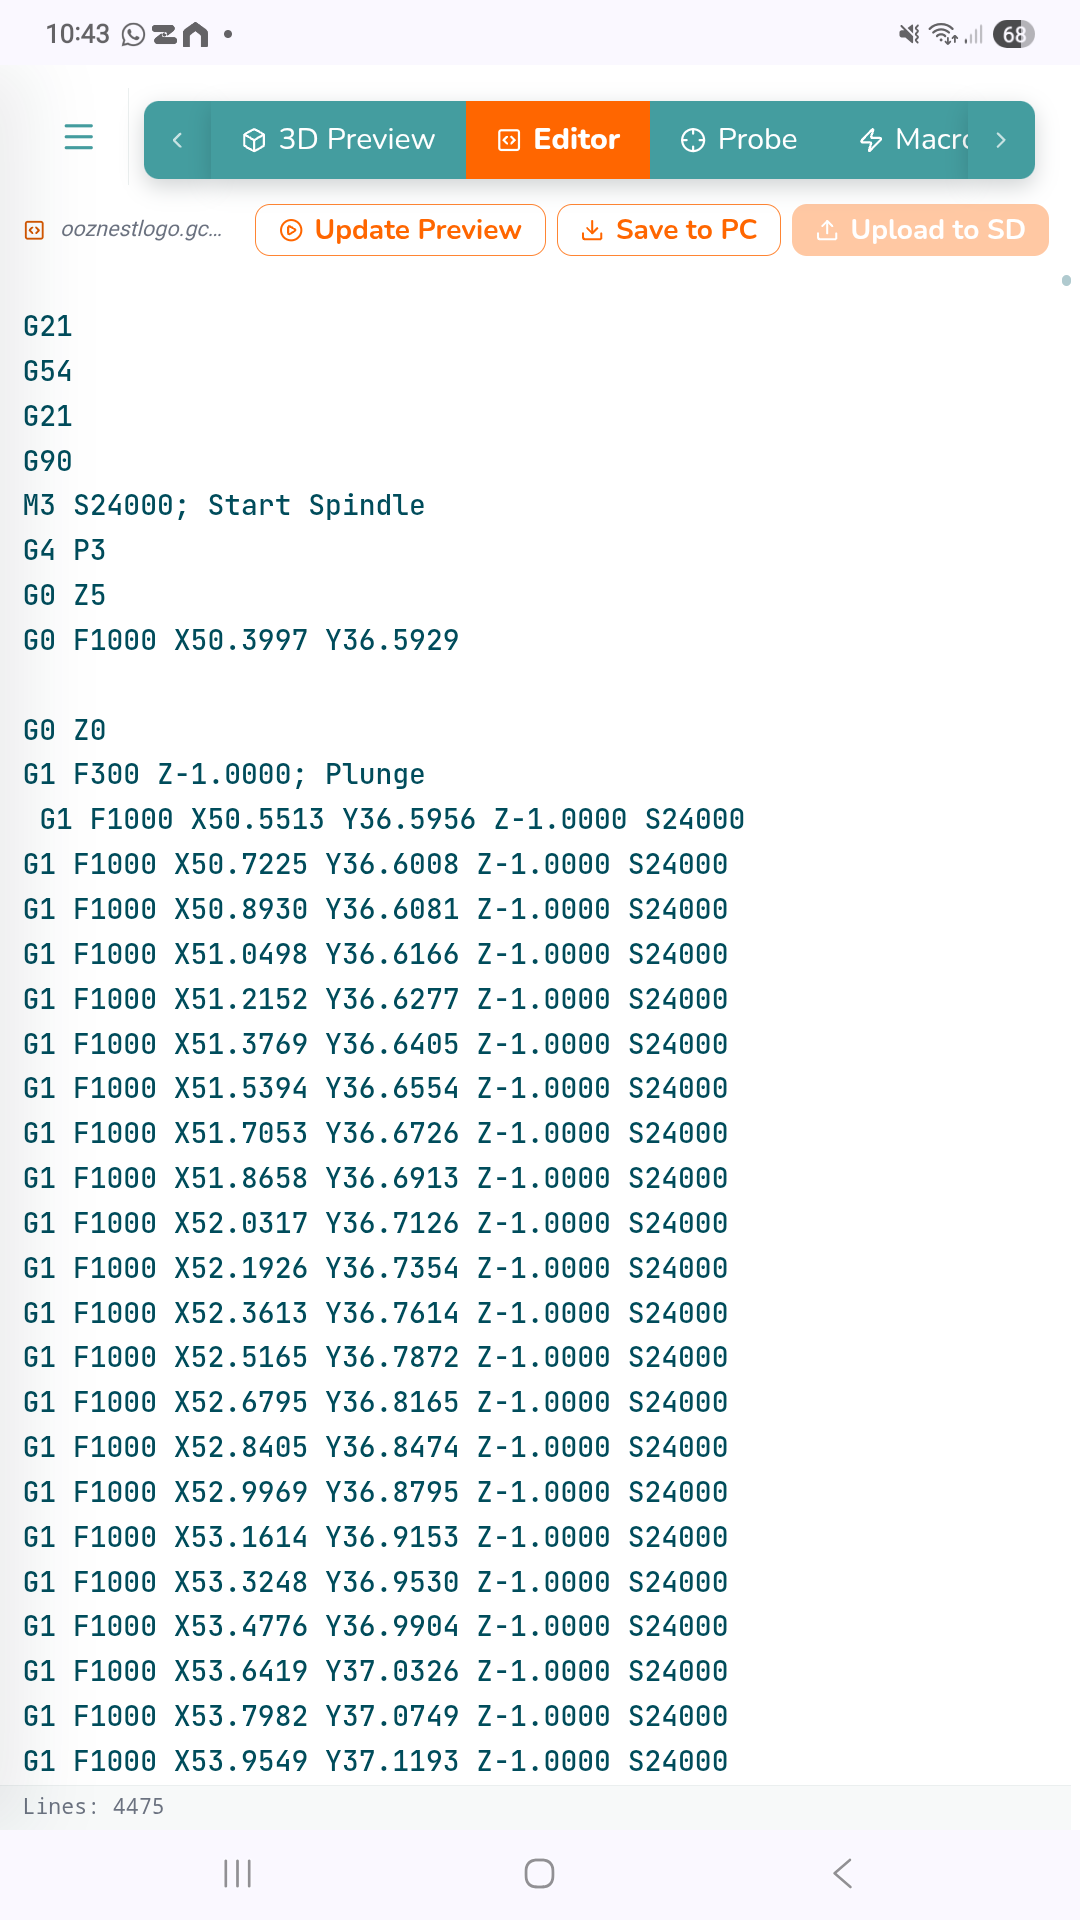 10:43
68
3D Preview
Editor
Probe
Macro
ooznestlogo.gc...
Update Preview
Save to PC
Upload to SD
G21
G54
G21
G90
M3 S24000; Start Spindle
G4 P3
G0 Z5
G0 F1000 X50.3997 Y36.5929
G0 Z0
G1 F300 Z-1.0000; Plunge
G1 F1000 X50.5513 Y36.5956 Z-1.0000 S24000
G1 F1000 X50.7225 Y36.6008 Z-1.0000 S24000
G1 F1000 X50.8930 Y36.6081 Z-1.0000 S24000
G1 F1000 X51.0498 Y36.6166 Z-1.0000 S24000
G1 F1000 X51.2152 Y36.6277 Z-1.0000 S24000
G1 F1000 X51.3769 Y36.6405 Z-1.0000 S24000
G1 F1000 X51.5394 Y36.6554 Z-1.0000 S24000
G1 F1000 X51.7053 Y36.6726 Z-1.0000 S24000
G1 F1000 X51.8658 Y36.6913 Z-1.0000 S24000
G1 F1000 X52.0317 Y36.7126 Z-1.0000 S24000
G1 F1000 X52.1926 Y36.7354 Z-1.0000 S24000
G1 F1000 X52.3613 Y36.7614 Z-1.0000 S24000
G1 F1000 X52.5165 Y36.7872 Z-1.0000 S24000
G1 F1000 X52.6795 Y36.8165 Z-1.0000 S24000
G1 F1000 X52.8405 Y36.8474 Z-1.0000 S24000
G1 F1000 X52.9969 Y36.8795 Z-1.0000 S24000
G1 F1000 X53.1614 Y36.9153 Z-1.0000 S24000
G1 F1000 X53.3248 Y36.9530 Z-1.0000 S24000
G1 F1000 X53.4776 Y36.9904 Z-1.0000 S24000
G1 F1000 X53.6419 Y37.0326 Z-1.0000 S24000
G1 F1000 X53.7982 Y37.0749 Z-1.0000 S24000
G1 F1000 X53.9549 Y37.1193 Z-1.0000 S24000
Lines: 4475